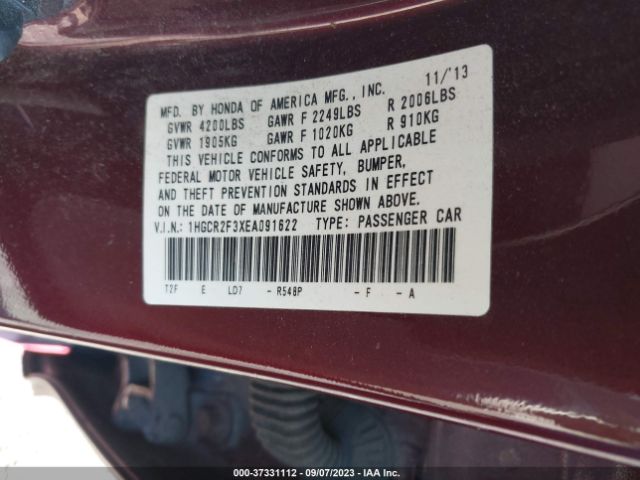 MFD. BY HONDA OF AMERICA MFG., INC. 11/'13
GVWR 4200LBS GAWR F 2249LBS R 2006LBS
GVWR 1905KG GAWR F 1020KG R 910KG
THIS VEHICLE CONFORMS TO ALL APPLICABLE
FEDERAL MOTOR VEHICLE SAFETY, BUMPER,
AND THEFT PREVENTION STANDARDS IN EFFECT
ON THE DATE OF MANUFACTURE SHOWN ABOVE.
V.I.N.: 1HGCR2F3XEA091622 TYPE: PASSENGER CAR
T2F E LD7 - R548P - F - A
000-37331112 - 09/07/2023 - IAA Inc.